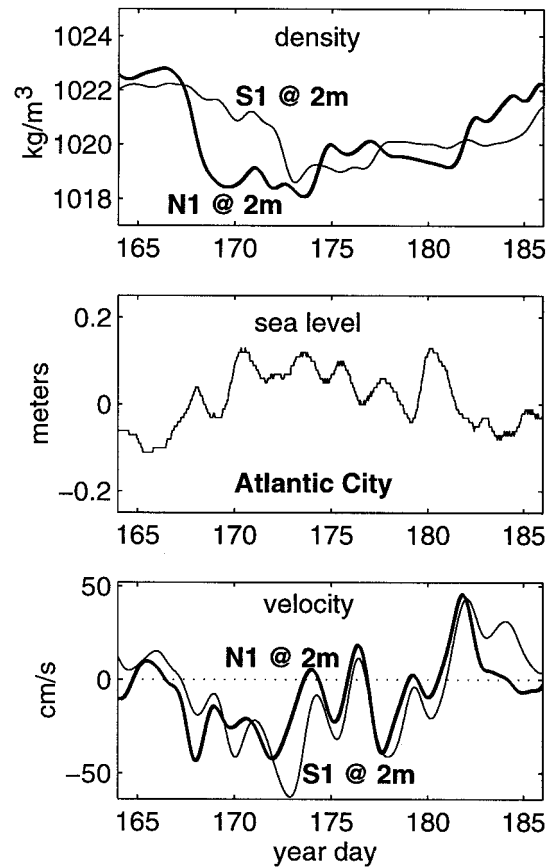 1024
density
1022
S1 @ 2m
kg/m³
1020
1018
N1 @ 2m
165 170 175 180 185
0.2
sea level
meters
0
Atlantic City
−0.2
165 170 175 180 185
50
velocity
N1 @ 2m
cm/s
0
−50
S1 @ 2m
165 170 175 180 185
year day